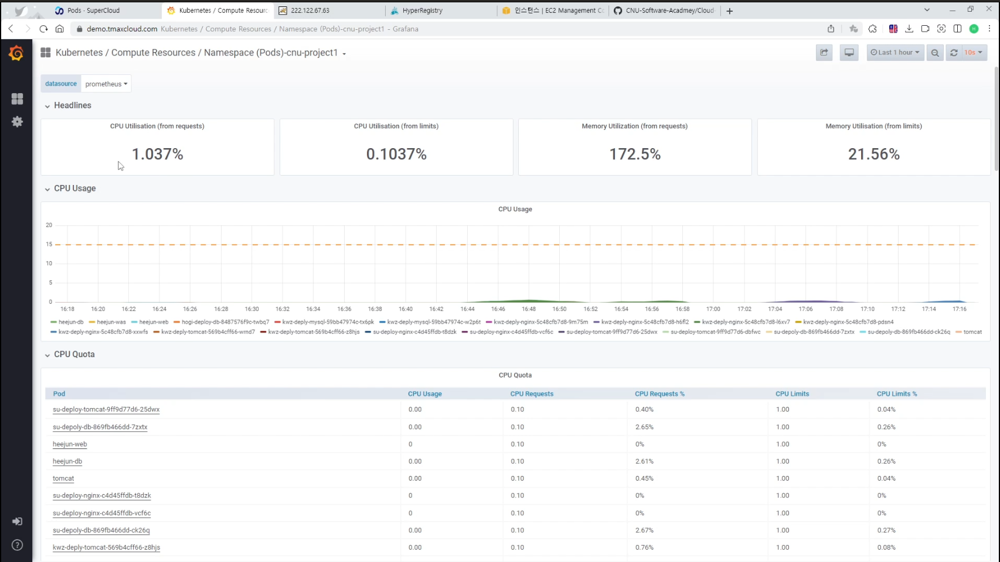 Pods · SuperCloud
Kubernetes / Compute Resourc
222.122.67.63
HyperRegistry
인스턴스 | EC2 Management Co
CNU-Software-Acadmey/Cloud-
demo.tmaxcloud.com Kubernetes / Compute Resources / Namespace (Pods)-cnu-project1 - Grafana
H
Kubernetes / Compute Resources / Namespace (Pods)-cnu-project1
Last 1 hour
10s
datasource prometheus
Headlines
CPU Utilisation (from requests)
1.037%
CPU Utilisation (from limits)
0.1037%
Memory Utilization (from requests)
172.5%
Memory Utilisation (from limits)
21.56%
CPU Usage
CPU Usage
20
15
10
5
0
16:18 16:20 16:22 16:24 16:26 16:28 16:30 16:32 16:34 16:36 16:38 16:40 16:42 16:44 16:46 16:48 16:50 16:52 16:54 16:56 16:58 17:00 17:02 17:04 17:06 17:08 17:10 17:12 17:14 17:16
heejun-db heejun-was heejun-web hogi-deploy-db-8487576f9c-twbq7 kwz-deply-mysql-59bb47974c-tx6pk kwz-deply-mysql-59bb47974c-w2p6t kwz-deply-nginx-5c48cfb7d8-9m75m kwz-deply-nginx-5c48cfb7d8-h6fl2 kwz-deply-nginx-5c48cfb7d8-l6xv7 kwz-deply-nginx-5c48cfb7d8-pdsn4
kwz-deply-nginx-5c48cfb7d8-xxwfs kwz-deply-tomcat-569b4cff66-wrnd7 kwz-deply-tomcat-569b4cff66-z8hjs su-deploy-nginx-c4d45ffdb-t8dzk su-deploy-nginx-c4d45ffdb-vcf6c su-deploy-tomcat-9ff9d77d6-25dwx su-deploy-tomcat-9ff9d77d6-dbfwc su-depoly-db-869fb466dd-7zxtx su-depoly-db-869fb466dd-ck26q tomcat
CPU Quota
CPU Quota
Pod CPU Usage CPU Requests CPU Requests % CPU Limits CPU Limits %
su-deploy-tomcat-9ff9d77d6-25dwx 0.00 0.10 0.40% 1.00 0.04%
su-depoly-db-869fb466dd-7zxtx 0.00 0.10 2.65% 1.00 0.26%
heejun-web 0 0.10 0% 1.00 0%
heejun-db 0.00 0.10 2.61% 1.00 0.26%
tomcat 0.00 0.10 0.45% 1.00 0.04%
su-deploy-nginx-c4d45ffdb-t8dzk 0 0.10 0% 1.00 0%
su-deploy-nginx-c4d45ffdb-vcf6c 0 0.10 0% 1.00 0%
su-depoly-db-869fb466dd-ck26q 0.00 0.10 2.67% 1.00 0.27%
kwz-deply-tomcat-569b4cff66-z8hjs 0.00 0.10 0.76% 1.00 0.08%